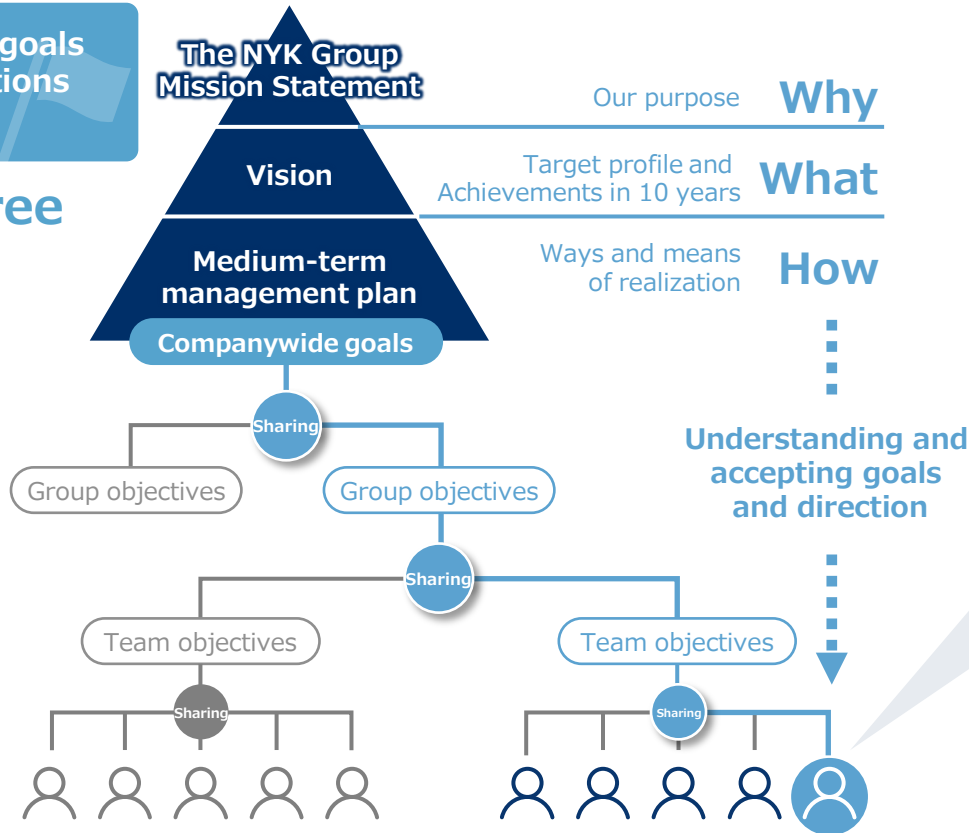 goals
tions
ree
The NYK Group
Mission Statement
Our purpose
Why
Vision
Target profile and
Achievements in 10 years
What
Medium-term
management plan
Ways and means
of realization
How
Companywide goals
Sharing
Understanding and
accepting goals
and direction
Group objectives
Group objectives
Sharing
Team objectives
Team objectives
Sharing
Sharing